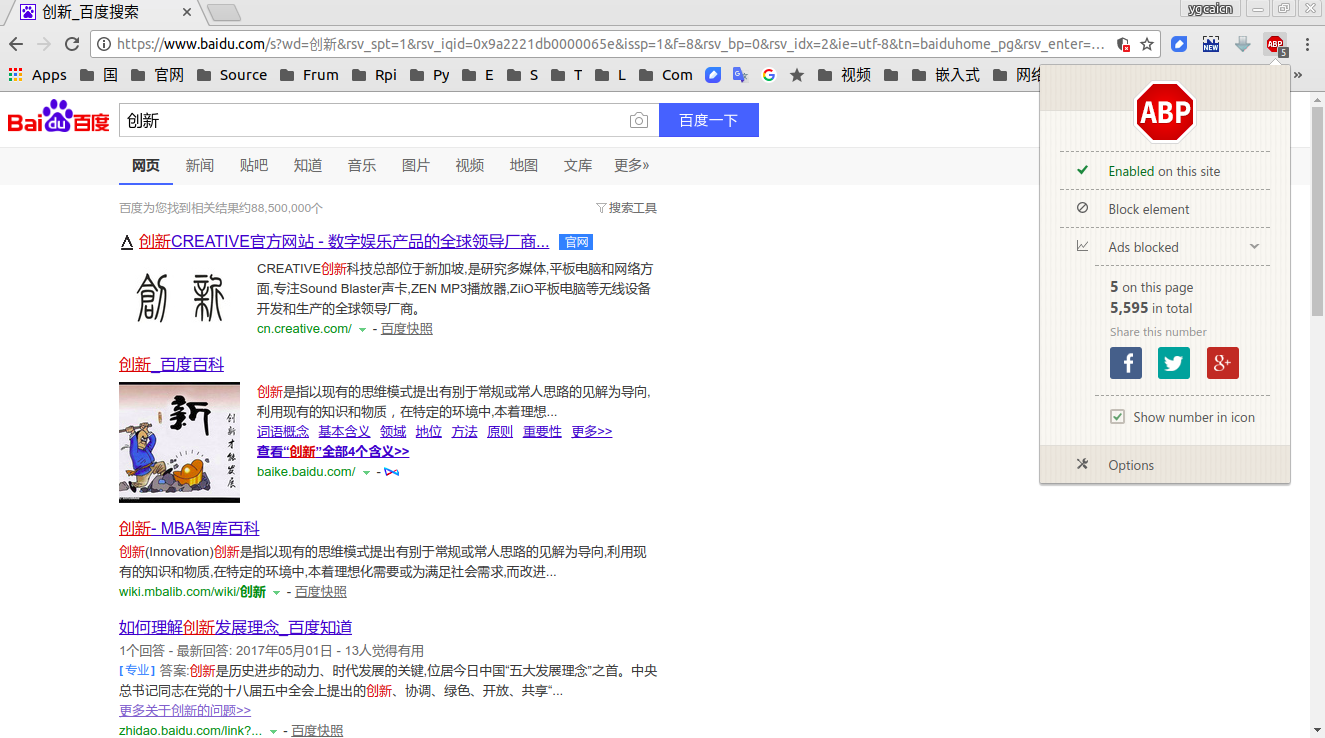 创新_百度搜索
ygcaicn
https://www.baidu.com/s?wd=创新&rsv_spt=1&rsv_iqid=0x9a2221db0000065e&issp=1&f=8&rsv_bp=0&rsv_idx=2&ie=utf-8&tn=baiduhome_pg&rsv_enter=...
NEW
ABP
5
Apps 国 官网 Source Frum Rpi Py E S T L Com 视频 嵌入式 网络 »
Bai du 百度
创新
百度一下
网页 新闻 贴吧 知道 音乐 图片 视频 地图 文库 更多»
百度为您找到相关结果约88,500,000个
搜索工具
创新CREATIVE官方网站 - 数字娱乐产品的全球领导厂商... 官网
創 新
CREATIVE创新科技总部位于新加坡,是研究多媒体,平板电脑和网络方
面,专注Sound Blaster声卡,ZEN MP3播放器,ZiiO平板电脑等无线设备
开发和生产的全球领导厂商。
cn.creative.com/ - 百度快照
创新_百度百科
新
创新才能发展
创新是指以现有的思维模式提出有别于常规或常人思路的见解为导向,
利用现有的知识和物质，在特定的环境中,本着理想...
词语概念 基本含义 领域 地位 方法 原则 重要性 更多>>
查看“创新”全部4个含义>>
baike.baidu.com/ -
创新- MBA智库百科
创新(Innovation)创新是指以现有的思维模式提出有别于常规或常人思路的见解为导向,利用现
有的知识和物质,在特定的环境中,本着理想化需要或为满足社会需求,而改进...
wiki.mbalib.com/wiki/创新 - 百度快照
如何理解创新发展理念_百度知道
1个回答 - 最新回答: 2017年05月01日 - 13人觉得有用
[专业] 答案:创新是历史进步的动力、时代发展的关键,位居今日中国“五大发展理念”之首。中央
总书记同志在党的十八届五中全会上提出的创新、协调、绿色、开放、共享“...
更多关于创新的问题>>
zhidao.baidu.com/link?... - 百度快照
ABP
Enabled on this site
Block element
Ads blocked
5 on this page
5,595 in total
Share this number
Show number in icon
Options